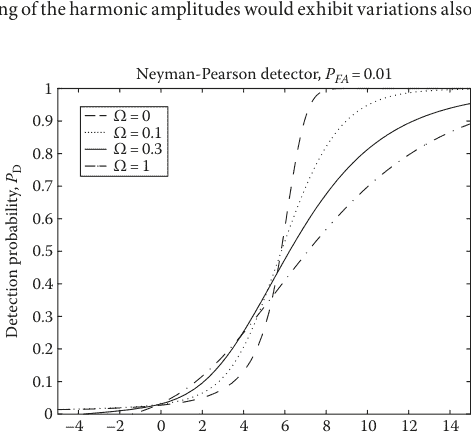 ng of the harmonic amplitudes would exhibit variations also
Neyman-Pearson detector, P_FA = 0.01
1
0.9
0.8
0.7
0.6
0.5
0.4
0.3
0.2
0.1
0
Ω = 0
Ω = 0.1
Ω = 0.3
Ω = 1
Detection probability, P_D
−4 −2 0 2 4 6 8 10 12 14